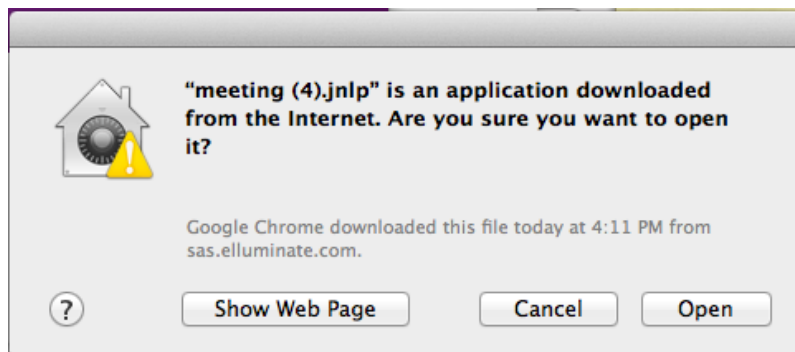 “meeting (4).jnlp” is an application downloaded
from the Internet. Are you sure you want to open
it?
Google Chrome downloaded this file today at 4:11 PM from
sas.elluminate.com.
?
Show Web Page
Cancel
Open